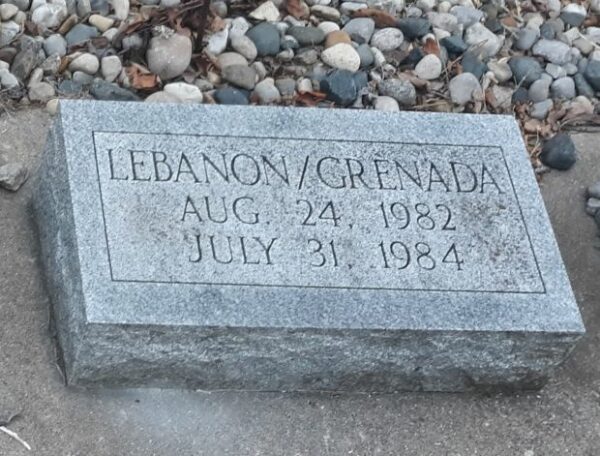 LEBANON/GRENADA
AUG. 24, 1982
JULY 31, 1984